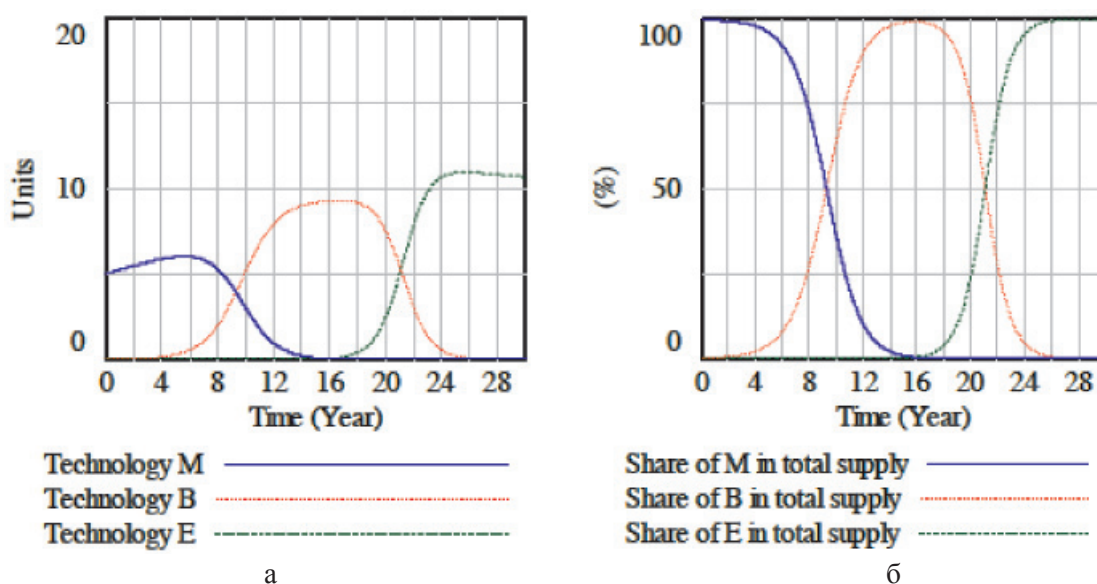 20
10
0
Units
0 4 8 12 16 20 24 28
Time (Year)
Technology M
Technology B
Technology E
а
100
50
0
(%)
0 4 8 12 16 20 24 28
Time (Year)
Share of M in total supply
Share of B in total supply
Share of E in total supply
б